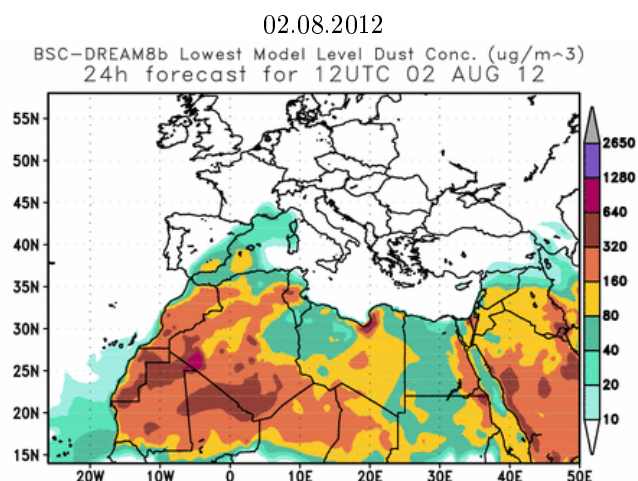 02.08.2012
BSC-DREAM8b Lowest Model Level Dust Conc. (ug/m^3)
24h forecast for 12UTC 02 AUG 12
55N
50N
45N
40N
35N
30N
25N
20N
15N
20W
10W
0
10E
20E
30E
40E
50E
2650
1280
640
320
160
80
40
20
10